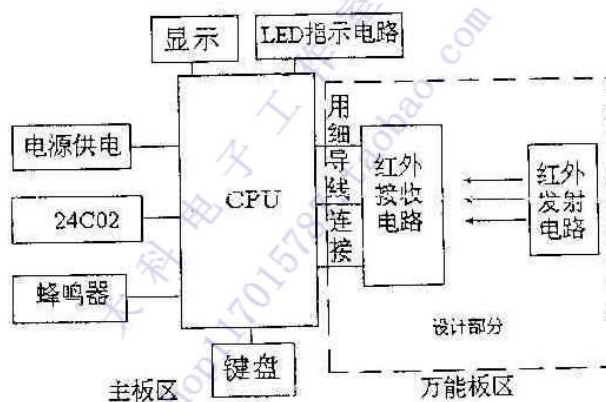 显示
LED指示电路
电源供电
24C02
蜂鸣器
CPU
键盘
用细导线连接
红外
接收
电路
红外
发射
电路
设计部分
主板区
万能板区